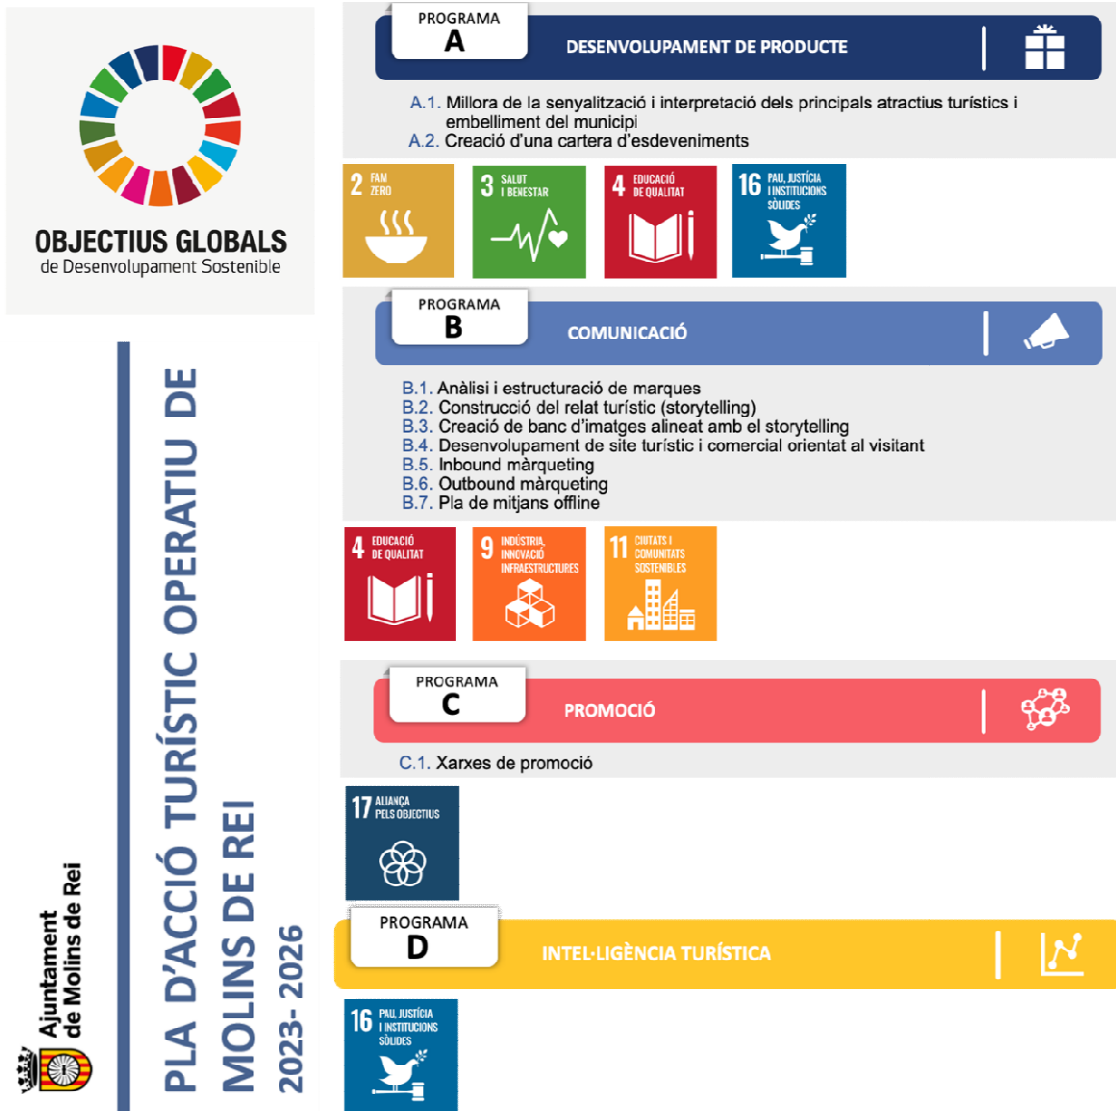 OBJECTIUS GLOBALS
de Desenvolupament Sostenible
PLA D'ACCIÓ TURÍSTIC OPERATIU DE
MOLINS DE REI
2023- 2026
Ajuntament
de Molins de Rei
PROGRAMA
A
DESENVOLUPAMENT DE PRODUCTE
A.1. Millora de la senyalització i interpretació dels principals atractius turístics i
embelliment del municipi
A.2. Creació d'una cartera d'esdeveniments
2 FAM
ZERO
3 SALUT
I BENESTAR
4 EDUCACIÓ
DE QUALITAT
16 PAU, JUSTÍCIA
I INSTITUCIONS
SÒLIDES
PROGRAMA
B
COMUNICACIÓ
B.1. Anàlisi i estructuració de marques
B.2. Construcció del relat turístic (storytelling)
B.3. Creació de banc d'imatges alineat amb el storytelling
B.4. Desenvolupament de site turístic i comercial orientat al visitant
B.5. Inbound màrqueting
B.6. Outbound màrqueting
B.7. Pla de mitjans offline
4 EDUCACIÓ
DE QUALITAT
9 INDÚSTRIA,
INNOVACIÓ
INFRAESTRUCTURES
11 CIUTATS I
COMUNITATS
SOSTENIBLES
PROGRAMA
C
PROMOCIÓ
C.1. Xarxes de promoció
17 ALIANÇA
PELS OBJECTIUS
PROGRAMA
D
INTEL·LIGÈNCIA TURÍSTICA
16 PAU, JUSTÍCIA
I INSTITUCIONS
SÒLIDES